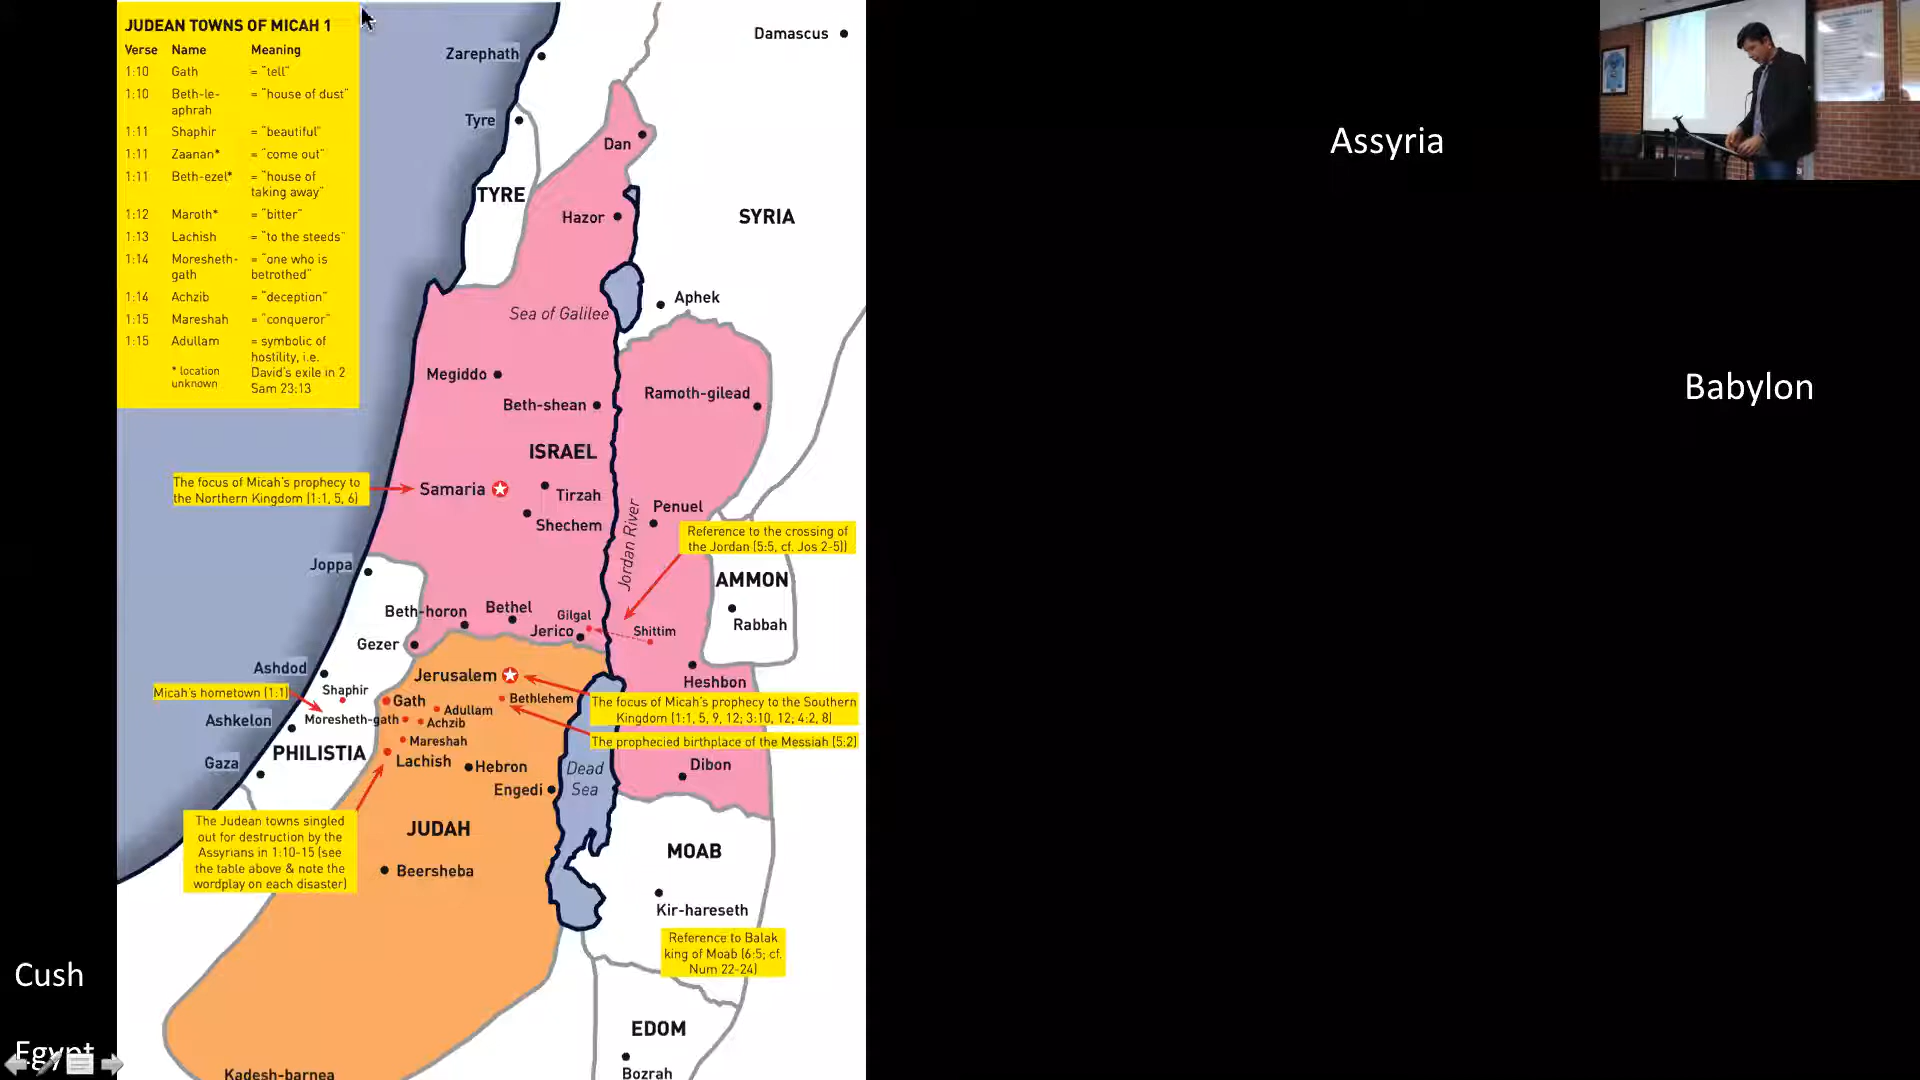 JUDEAN TOWNS OF MICAH 1
Verse Name Meaning
1:10 Gath = "tell"
1:10 Beth-le- = "house of dust"
aphrah
1:11 Shaphir = "beautiful"
1:11 Zaanan* = "come out"
1:11 Beth-ezel* = "house of
taking away"
1:12 Maroth* = "bitter"
1:13 Lachish = "to the steeds"
1:14 Moresheth- = "one who is
gath betrothed"
1:14 Achzib = "deception"
1:15 Mareshah = "conqueror"
1:15 Adullam = symbolic of
hostility, i.e.
* location David's exile in 2
unknown Sam 23:13
Damascus
Zarephath
Tyre
Dan
Assyria
TYRE
Hazor
SYRIA
Aphek
Sea of Galilee
Megiddo
Babylon
Ramoth-gilead
Beth-shean
ISRAEL
The focus of Micah's prophecy to
the Northern Kingdom (1:1, 5, 6)
Samaria
Tirzah
Shechem
Jordan River
Penuel
Reference to the crossing of
the Jordan (5:5, cf. Jos 2-5))
Joppa
AMMON
Rabbah
Beth-horon
Bethel
Gilgal
Jerico
Shittim
Gezer
Ashdod
Jerusalem
Heshbon
Micah's hometown (1:1)
Shaphir
Gath
Bethlehem
The focus of Micah's prophecy to the Southern
Kingdom (1:1, 5, 9, 12; 3:10, 12; 4:2, 8)
Adullam
Ashkelon
Moresheth-gath
Achzib
Mareshah
The prophecied birthplace of the Messiah (5:2)
PHILISTIA
Lachish
Gaza
Hebron
Dead
Sea
Dibon
Engedi
The Judean towns singled
out for destruction by the
Assyrians in 1:10-15 (see
the table above & note the
wordplay on each disaster)
JUDAH
MOAB
Beersheba
Kir-hareseth
Reference to Balak
king of Moab (6:5; cf.
Num 22-24)
Cush
EDOM
Egypt
Bozrah
Kadesh-barnea